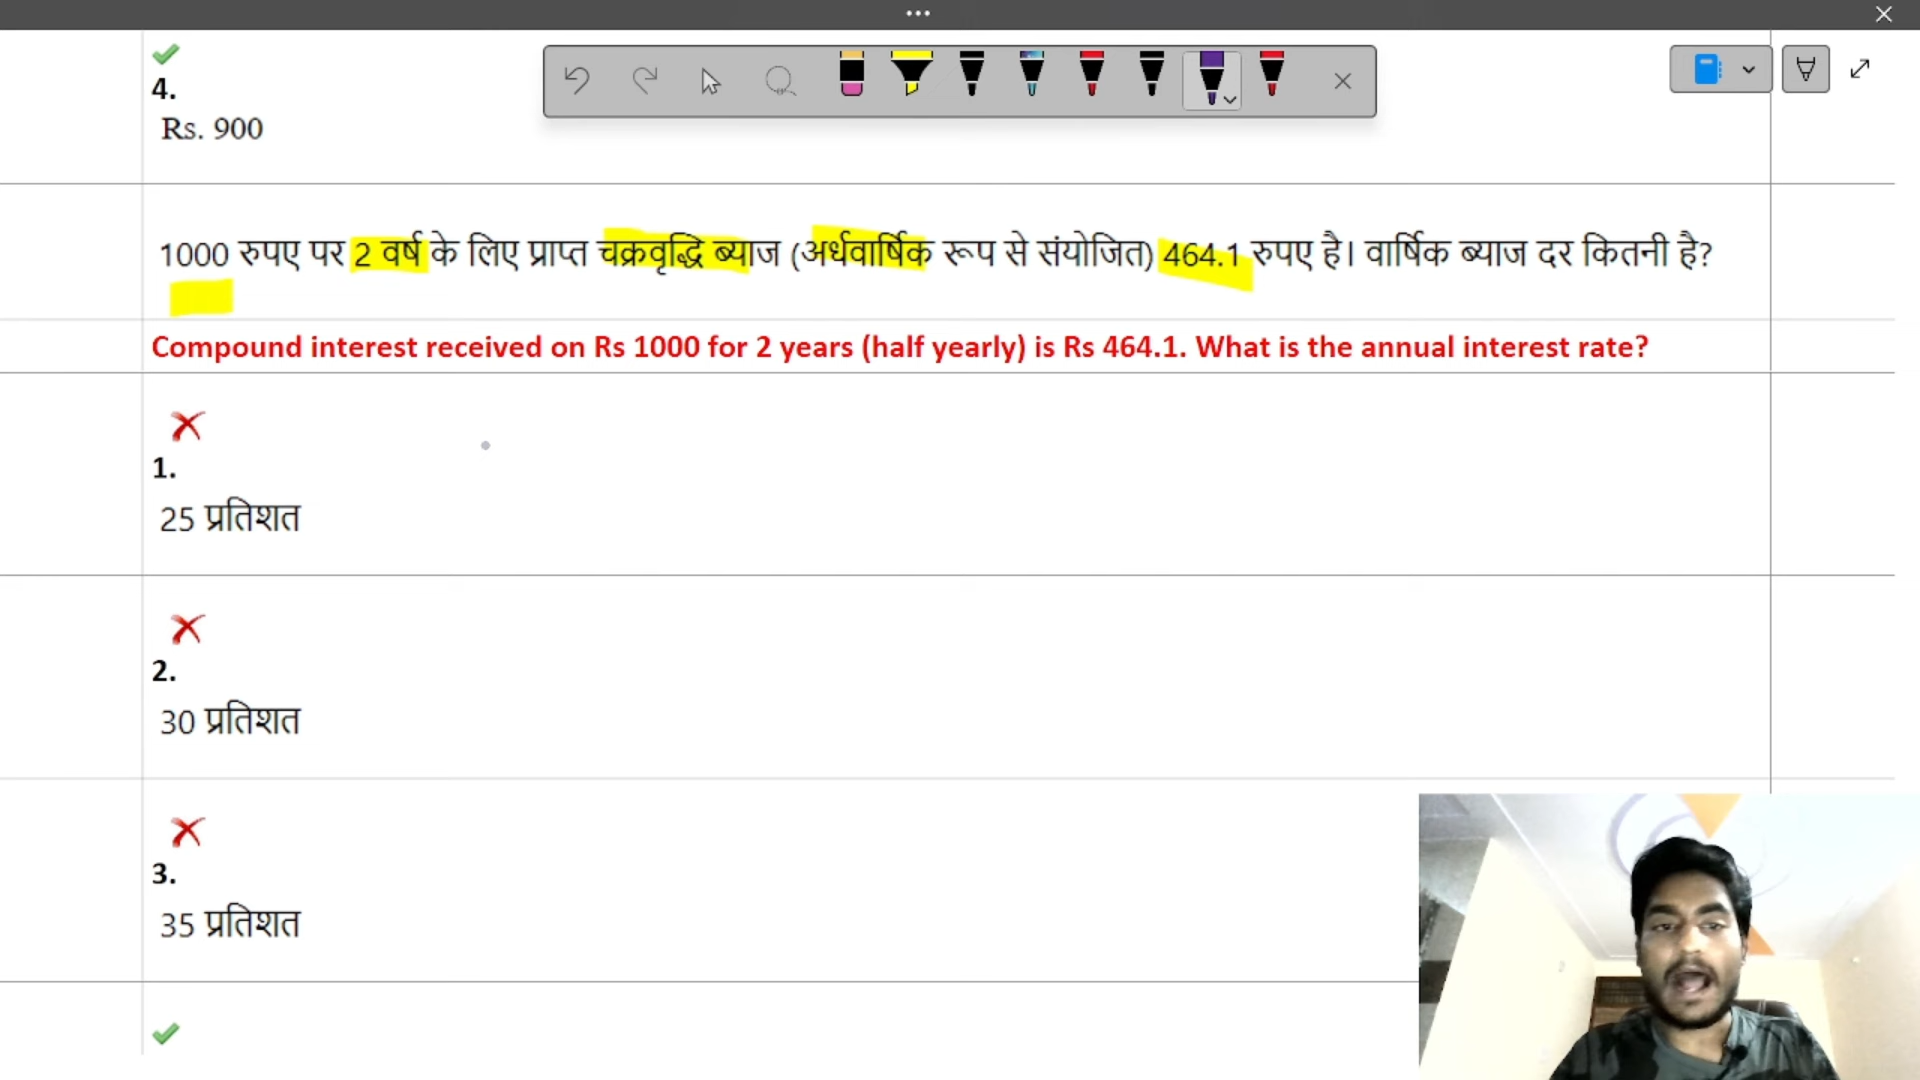 4.
Rs. 900
1000 रुपए पर 2 वर्ष के लिए प्राप्त चक्रवृद्धि ब्याज (अर्धवार्षिक रूप से संयोजित) 464.1 रुपए है। वार्षिक ब्याज दर कितनी है?
Compound interest received on Rs 1000 for 2 years (half yearly) is Rs 464.1. What is the annual interest rate?
1.
25 प्रतिशत
2.
30 प्रतिशत
3.
35 प्रतिशत